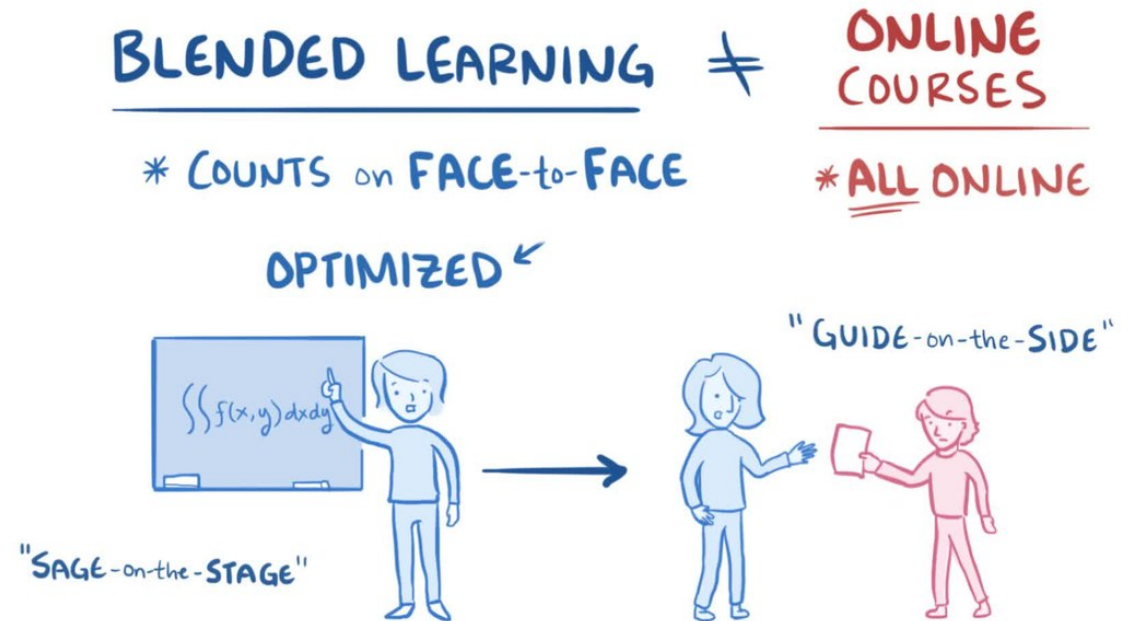 BLENDED LEARNING ≠ ONLINE COURSES
* COUNTS on FACE-to-FACE
* ALL ONLINE
OPTIMIZED
"GUIDE-on-the-SIDE"
∫∫f(x,y)dxdy
"SAGE-on-the-STAGE"